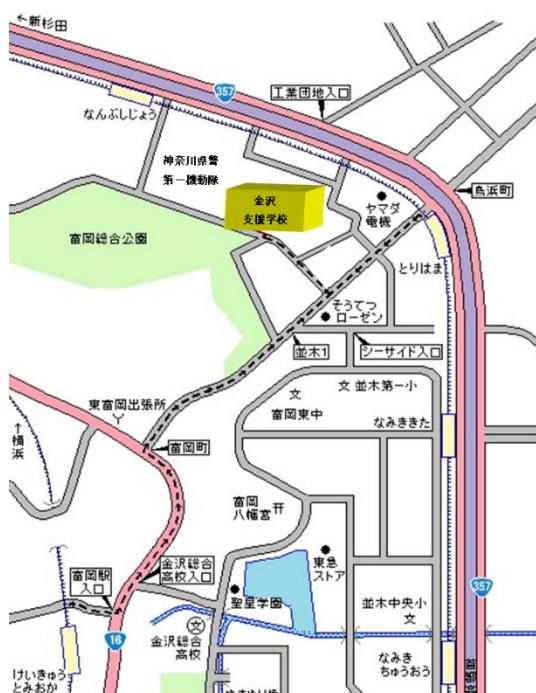 ←新杉田
357
工業団地入口
なんぶしじょう
神奈川県警
第一機動隊
金沢
支援学校
ヤマダ
電機
鳥浜町
とりはま
富岡総合公園
そうてつ
ローゼン
並木1
シーサイド入口
文 並木第一小
文
富岡東中
東富岡出張所
なみききた
富岡町
↑
横浜
富岡
八幡宮
東急
ストア
金沢総合
高校入口
富岡駅
入口
聖星学園
357
並木中央小
文
16
文
金沢総合
高校
なみき
ちゅうおう
けいきゅう
とみおか